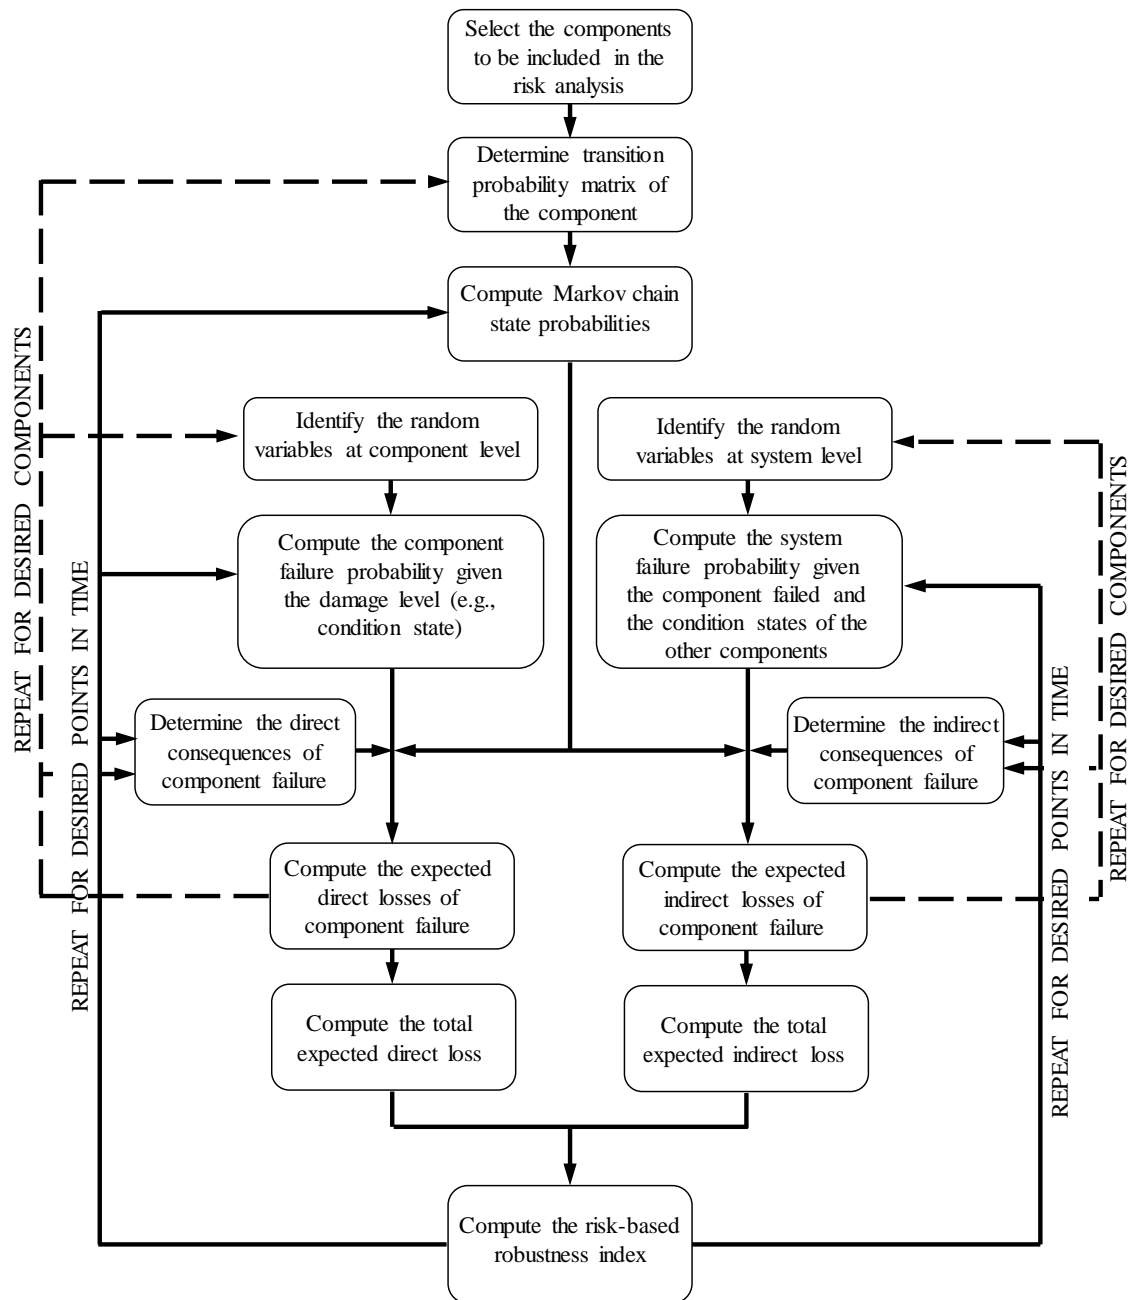 Select the components
to be included in the
risk analysis
Determine transition
probability matrix of
the component
Compute Markov chain
state probabilities
Identify the random
variables at component level
Identify the random
variables at system level
Compute the component
failure probability given
the damage level (e.g.,
condition state)
Compute the system
failure probability given
the component failed and
the condition states of the
other components
Determine the direct
consequences of
component failure
Determine the indirect
consequences of
component failure
Compute the expected
direct losses of
component failure
Compute the expected
indirect losses of
component failure
Compute the total
expected direct loss
Compute the total
expected indirect loss
Compute the risk-based
robustness index
REPEAT FOR DESIRED COMPONENTS
REPEAT FOR DESIRED POINTS IN TIME
REPEAT FOR DESIRED POINTS IN TIME
REPEAT FOR DESIRED COMPONENTS